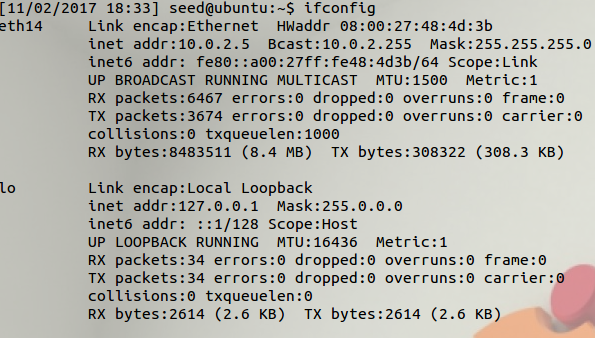 [11/02/2017 18:33] seed@ubuntu:~$ ifconfig
eth14 Link encap:Ethernet HWaddr 08:00:27:48:4d:3b
inet addr:10.0.2.5 Bcast:10.0.2.255 Mask:255.255.255.0
inet6 addr: fe80::a00:27ff:fe48:4d3b/64 Scope:Link
UP BROADCAST RUNNING MULTICAST MTU:1500 Metric:1
RX packets:6467 errors:0 dropped:0 overruns:0 frame:0
TX packets:3674 errors:0 dropped:0 overruns:0 carrier:0
collisions:0 txqueuelen:1000
RX bytes:8483511 (8.4 MB) TX bytes:308322 (308.3 KB)
lo Link encap:Local Loopback
inet addr:127.0.0.1 Mask:255.0.0.0
inet6 addr: ::1/128 Scope:Host
UP LOOPBACK RUNNING MTU:16436 Metric:1
RX packets:34 errors:0 dropped:0 overruns:0 frame:0
TX packets:34 errors:0 dropped:0 overruns:0 carrier:0
collisions:0 txqueuelen:0
RX bytes:2614 (2.6 KB) TX bytes:2614 (2.6 KB)